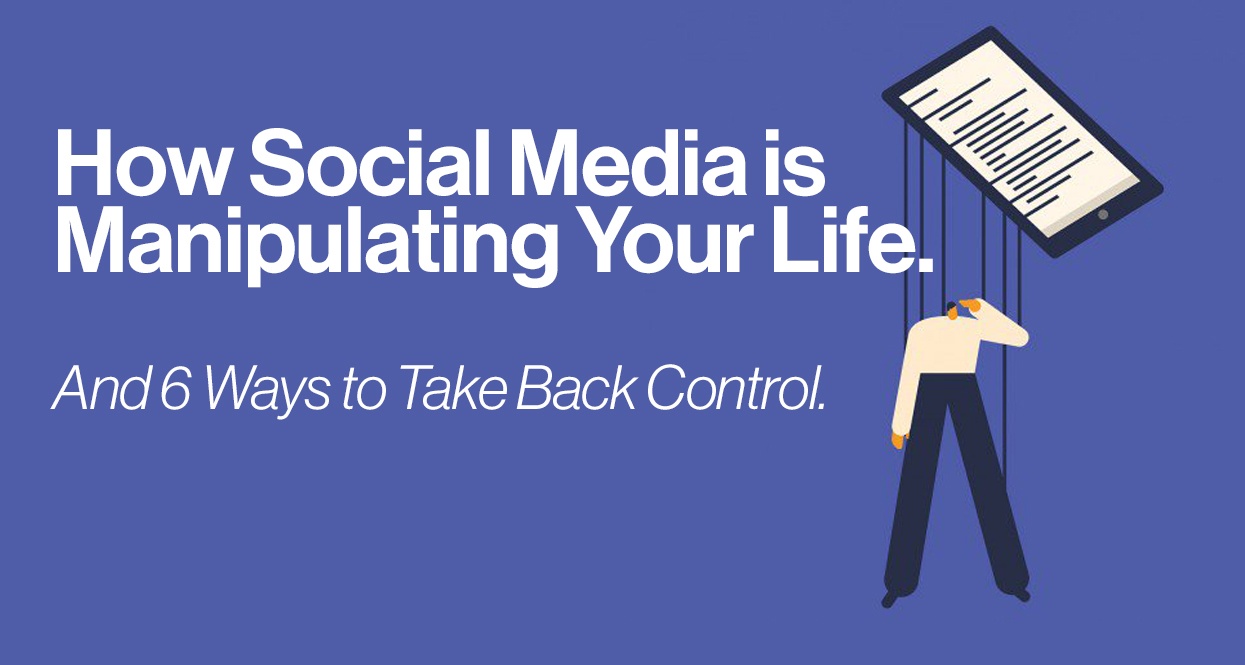 How Social Media is
Manipulating Your Life.
And 6 Ways to Take Back Control.